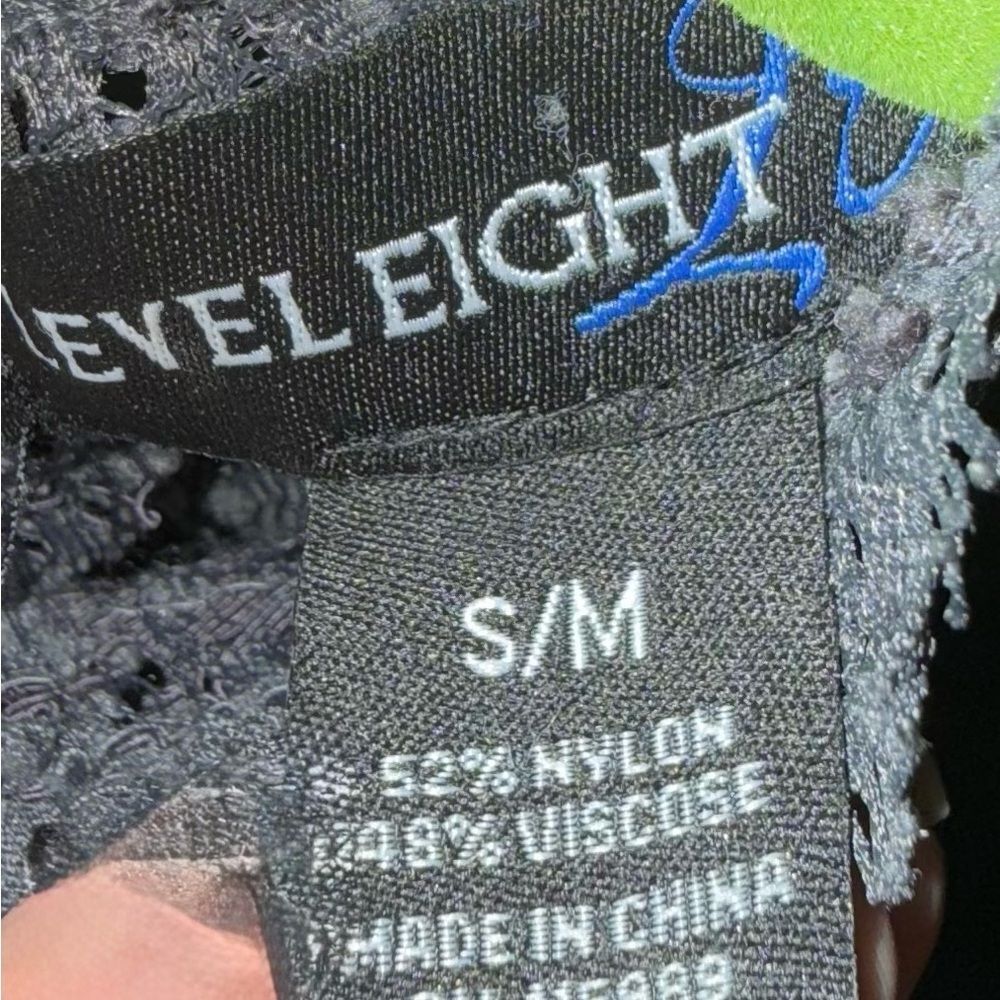 LEVEL EIGHT
S/M
52% NYLON
48% VISCOSE
MADE IN CHINA